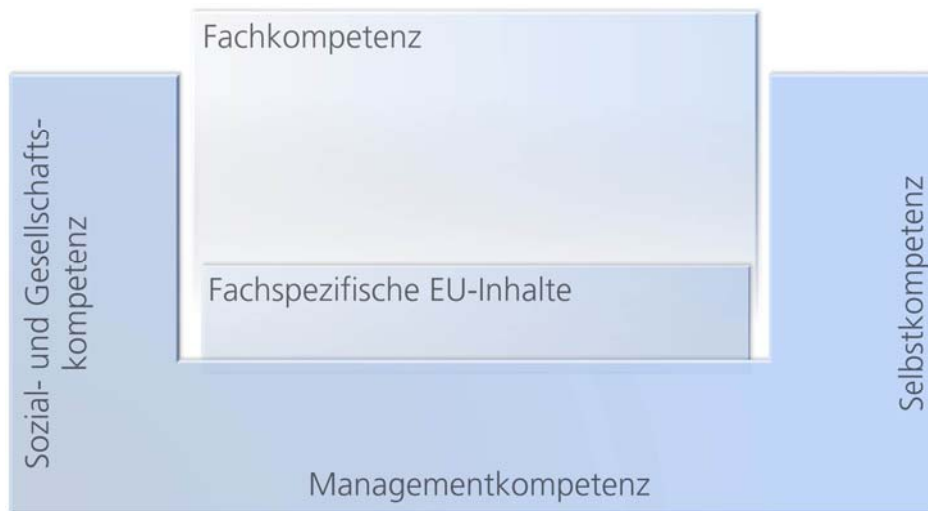 Fachkompetenz
Sozial- und Gesellschafts-
kompetenz
Fachspezifische EU-Inhalte
Selbstkompetenz
Managementkompetenz